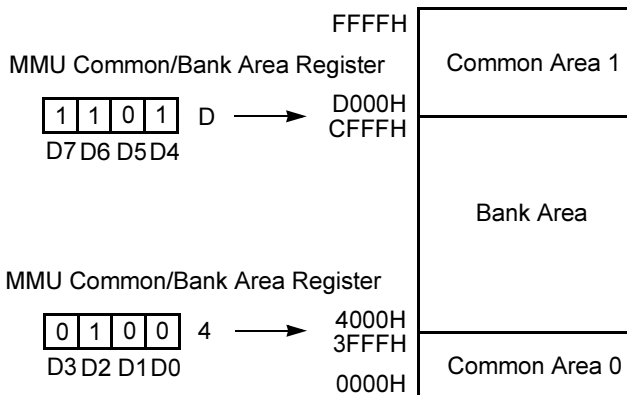 FFFFH
MMU Common/Bank Area Register
Common Area 1
1 1 0 1 D
D000H
CFFFH
D7 D6 D5 D4
Bank Area
MMU Common/Bank Area Register
0 1 0 0 4
4000H
3FFFH
D3 D2 D1 D0
Common Area 0
0000H